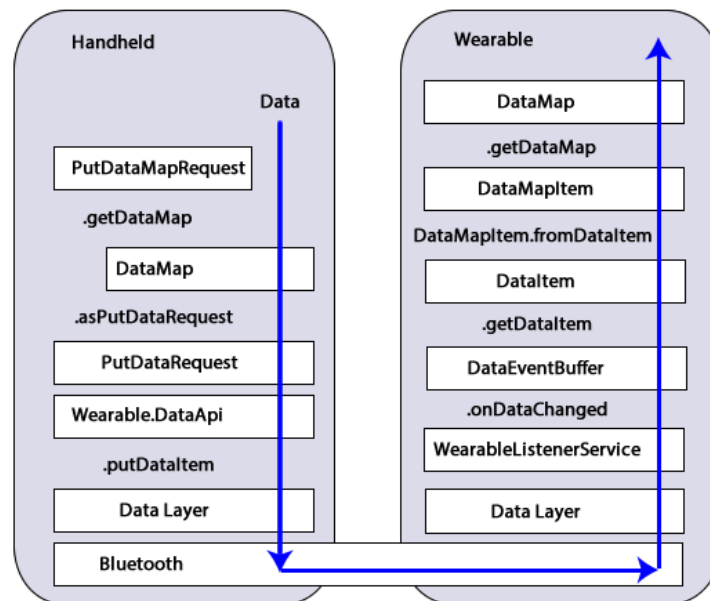 Handheld
Data
PutDataMapRequest
.getDataMap
DataMap
.asPutDataRequest
PutDataRequest
Wearable.DataApi
.putDataItem
Data Layer
Bluetooth
Wearable
DataMap
.getDataMap
DataMapItem
DataMapItem.fromDataItem
DataItem
.getDataItem
DataEventBuffer
.onDataChanged
WearableListenerService
Data Layer